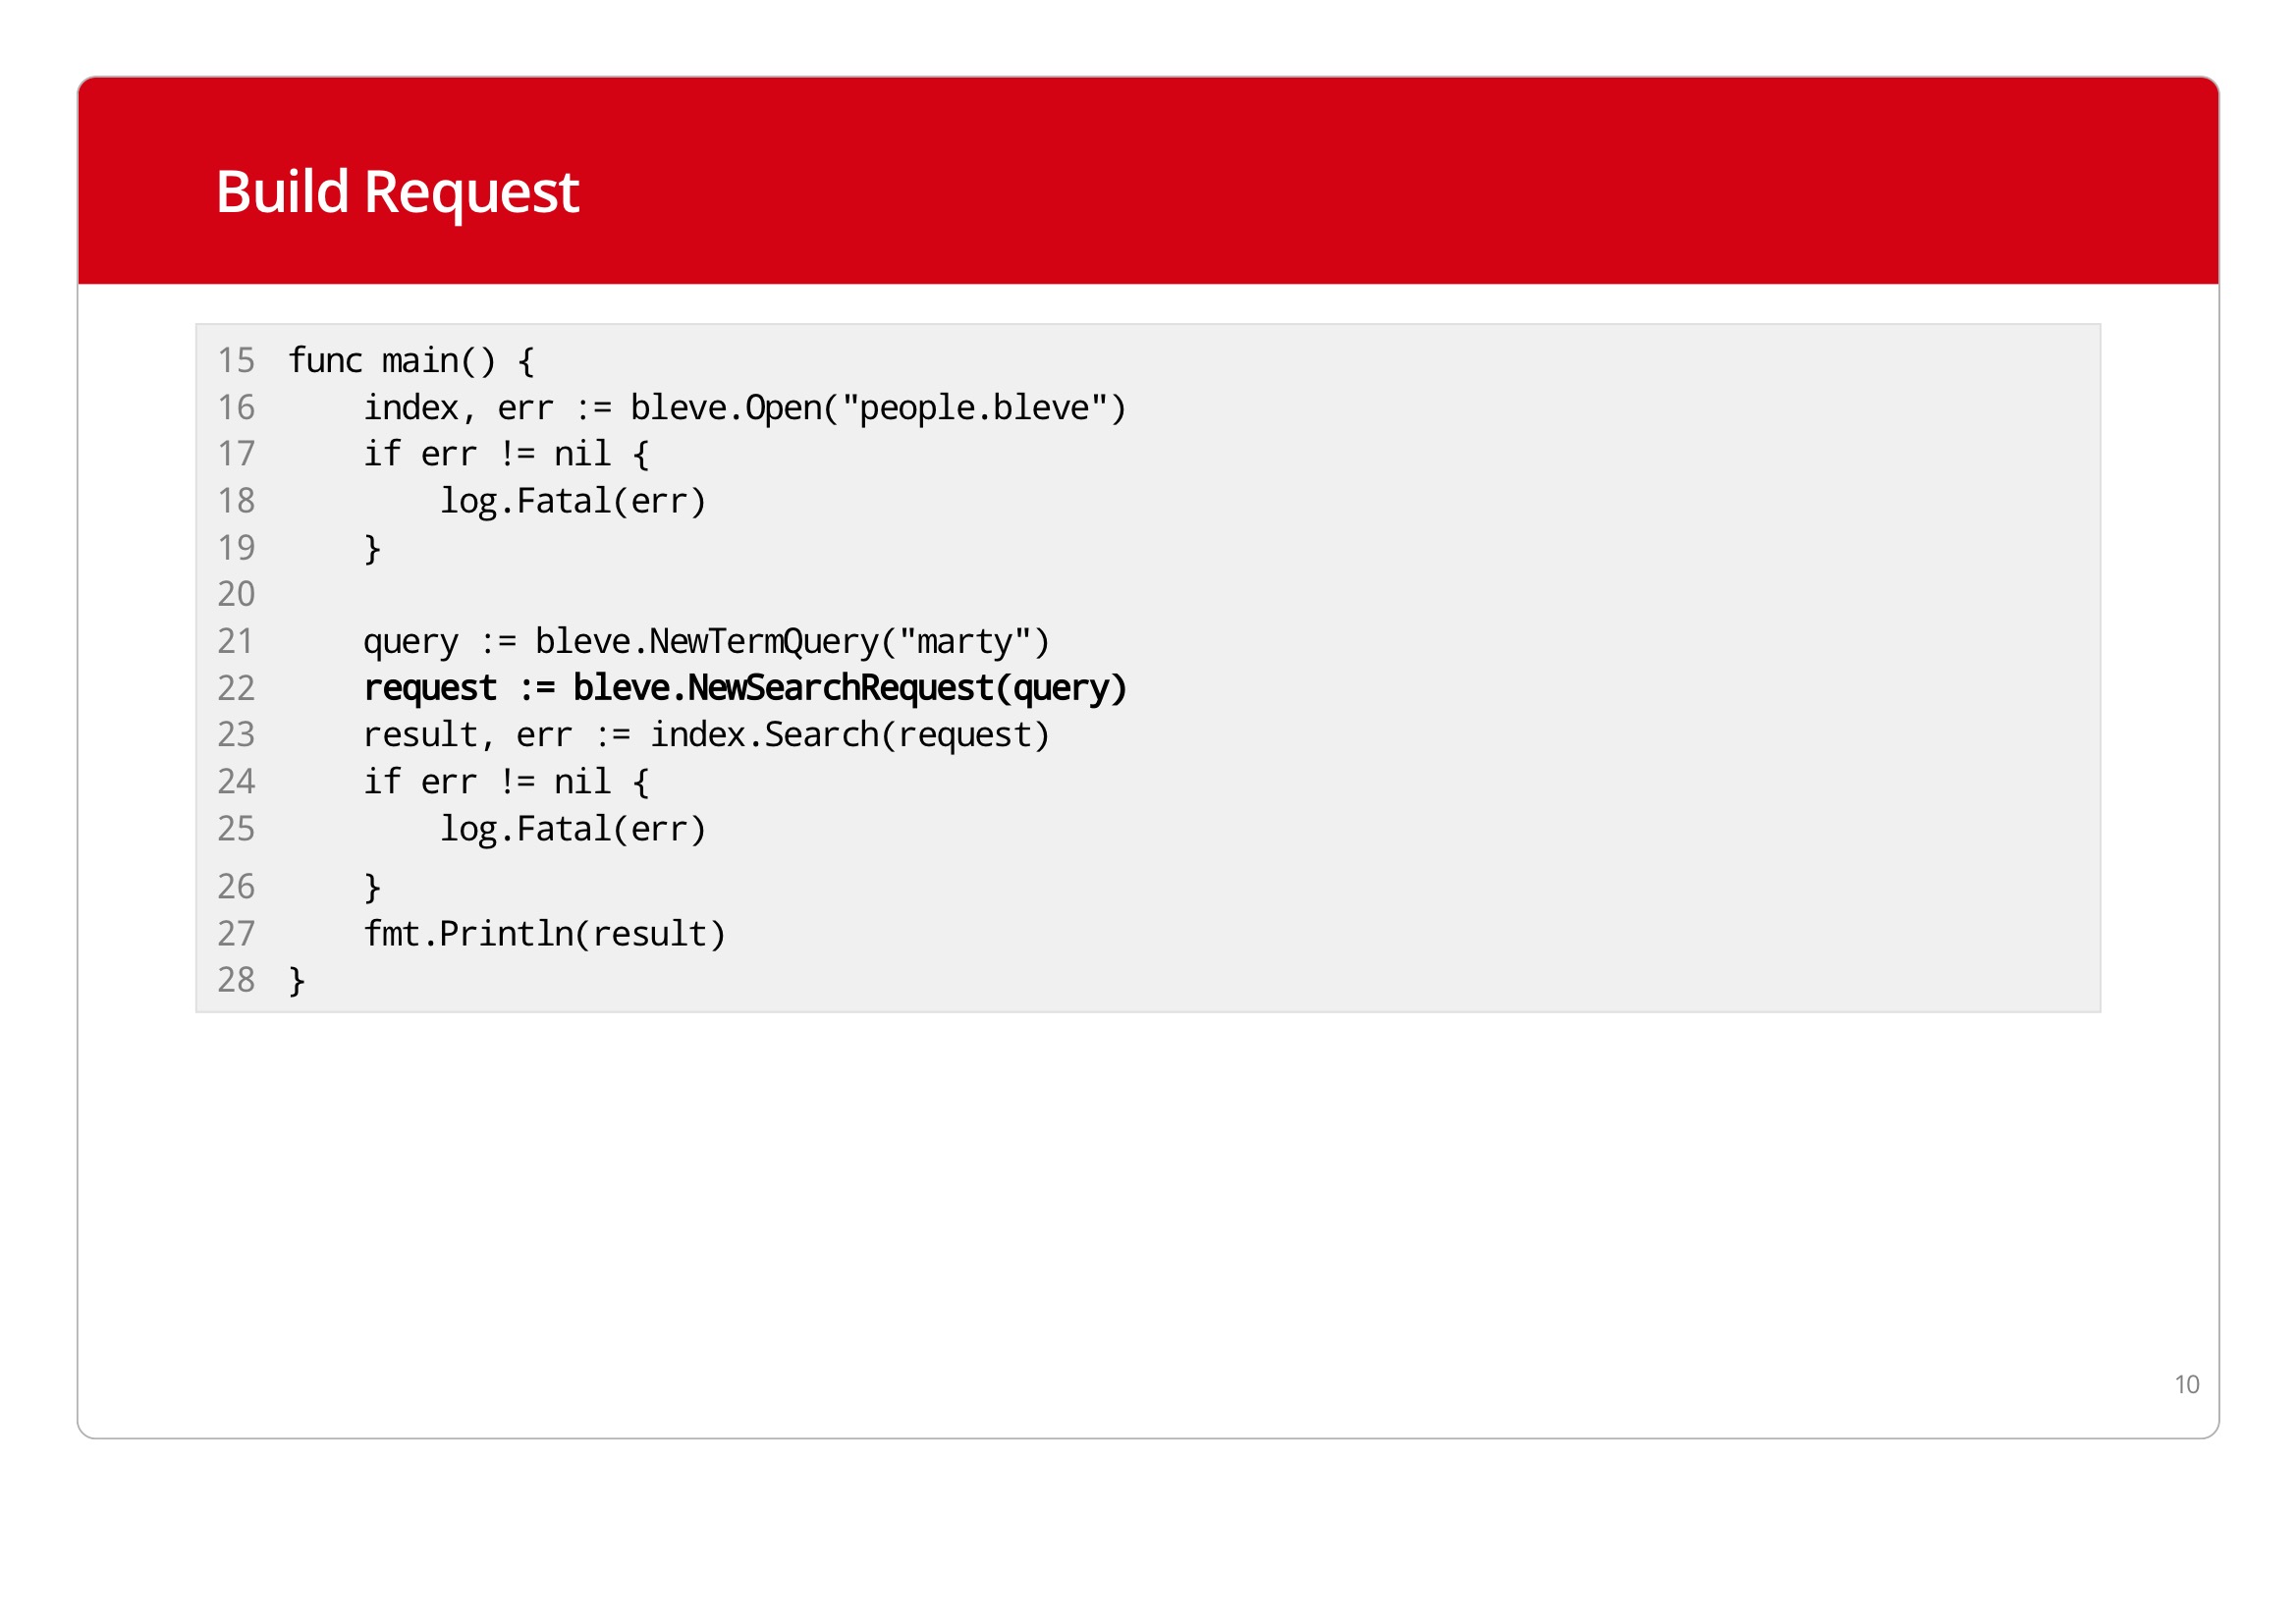 Build Request
15 func main() {
16     index, err := bleve.Open("people.bleve")
17     if err != nil {
18         log.Fatal(err)
19     }
20
21     query := bleve.NewTermQuery("marty")
22     request := bleve.NewSearchRequest(query)
23     result, err := index.Search(request)
24     if err != nil {
25         log.Fatal(err)
26     }
27     fmt.Println(result)
28 }
10